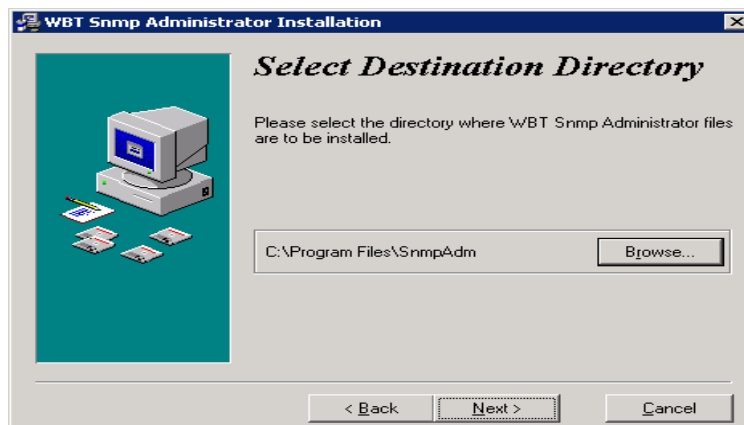 WBT Snmp Administrator Installation
Select Destination Directory
Please select the directory where WBT Snmp Administrator files
are to be installed.
C:\Program Files\SnmpAdm
Browse...
< Back
Next >
Cancel